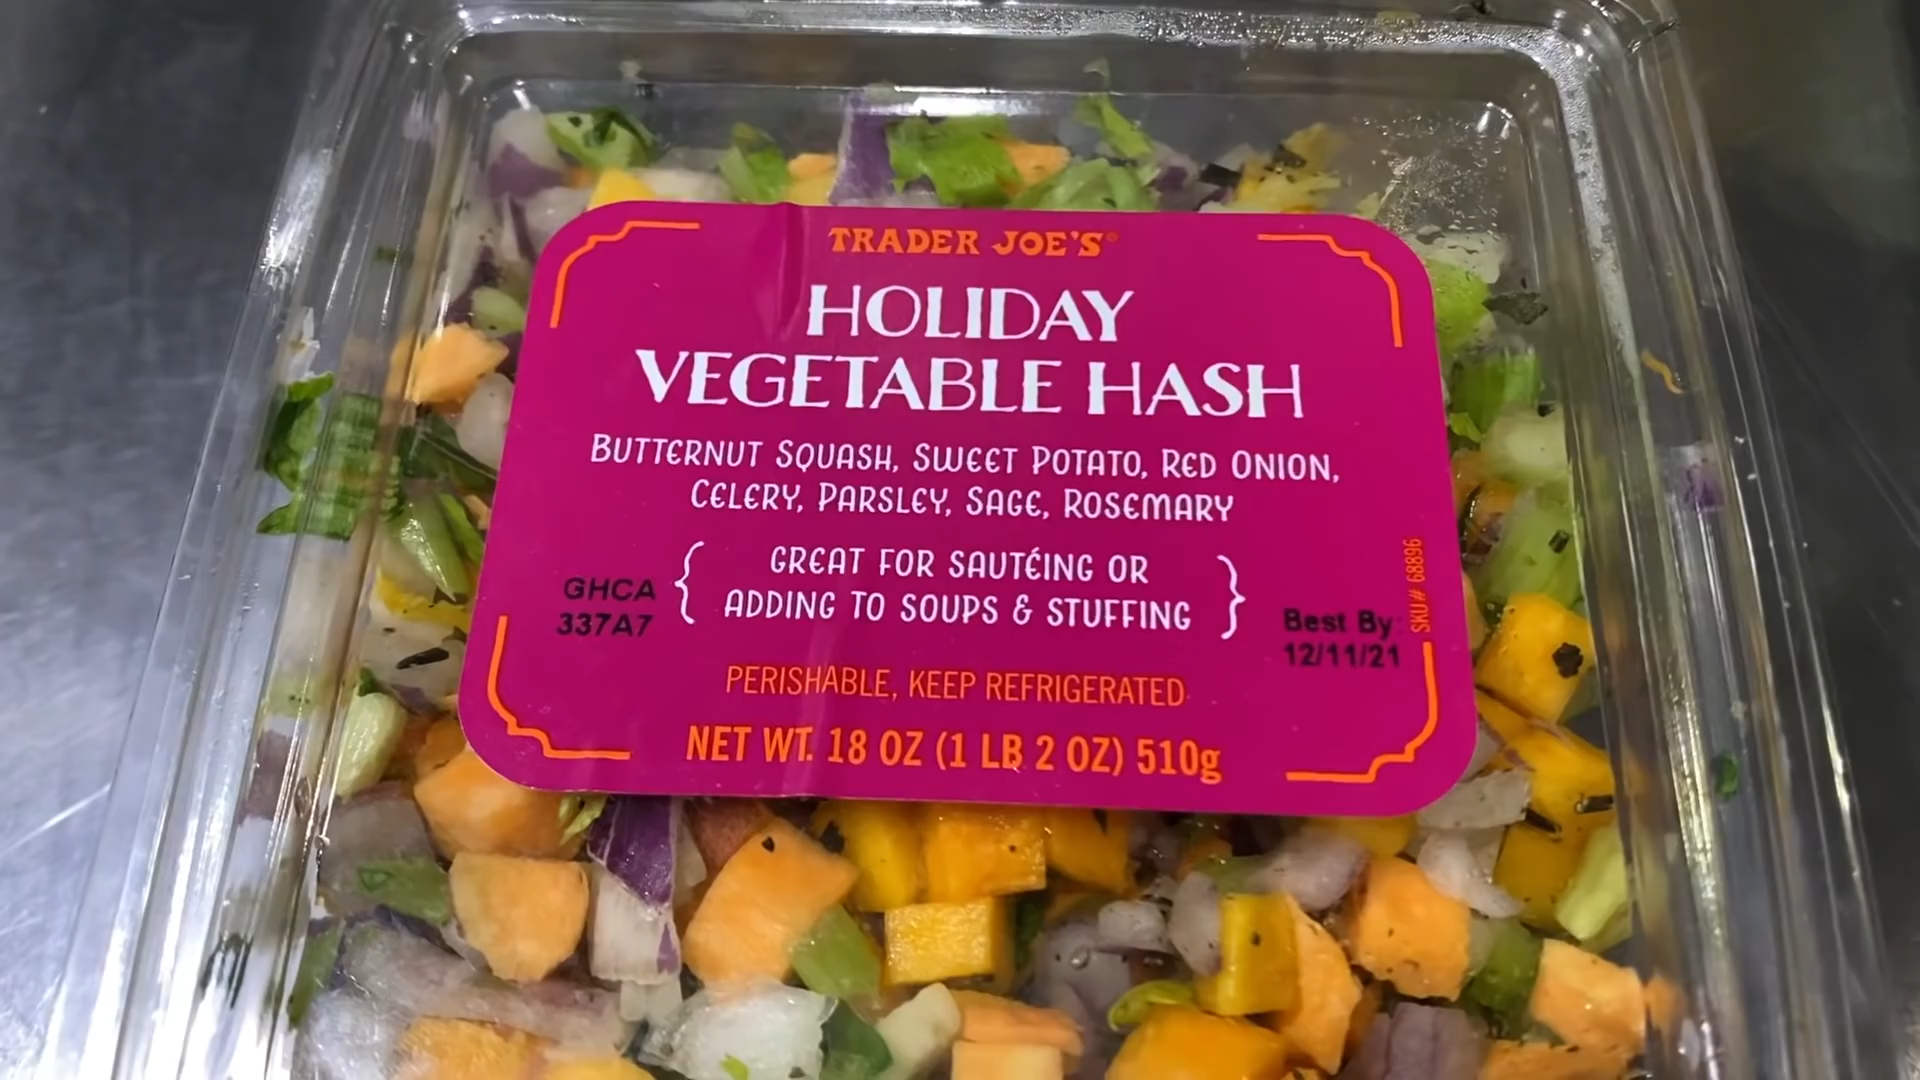 TRADER JOE'S®
HOLIDAY
VEGETABLE HASH
BUTTERNUT SQUASH, SWEET POTATO, RED ONION,
CELERY, PARSLEY, SAGE, ROSEMARY
{ GREAT FOR SAUTÉING OR
ADDING TO SOUPS & STUFFING }
GHCA
337A7
Best By
12/11/21
SKU# 68896
PERISHABLE, KEEP REFRIGERATED
NET WT. 18 OZ (1 LB 2 OZ) 510g